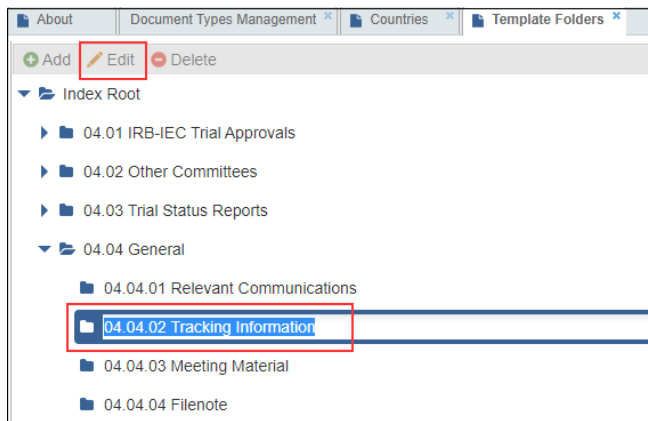 About Document Types Management × Countries × Template Folders ×
Add Edit Delete
Index Root
04.01 IRB-IEC Trial Approvals
04.02 Other Committees
04.03 Trial Status Reports
04.04 General
04.04.01 Relevant Communications
04.04.02 Tracking Information
04.04.03 Meeting Material
04.04.04 Filenote